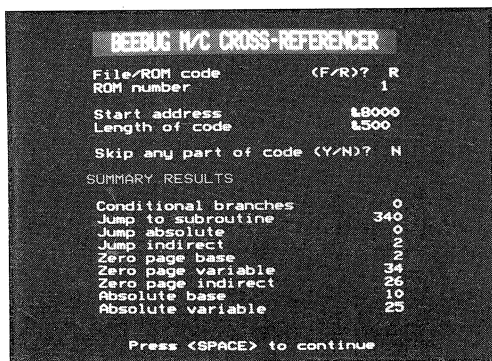 BEEBUG M/C CROSS-REFERENCER
File/ROM code (F/R)? R
ROM number 1
Start address &8000
Length of code &500
Skip any part of code (Y/N)? N
SUMMARY RESULTS
Conditional branches 0
Jump to subroutine 340
Jump absolute 0
Jump indirect 2
Zero page base 2
Zero page variable 34
Zero page indirect 26
Absolute base 10
Absolute variable 25
Press <SPACE> to continue